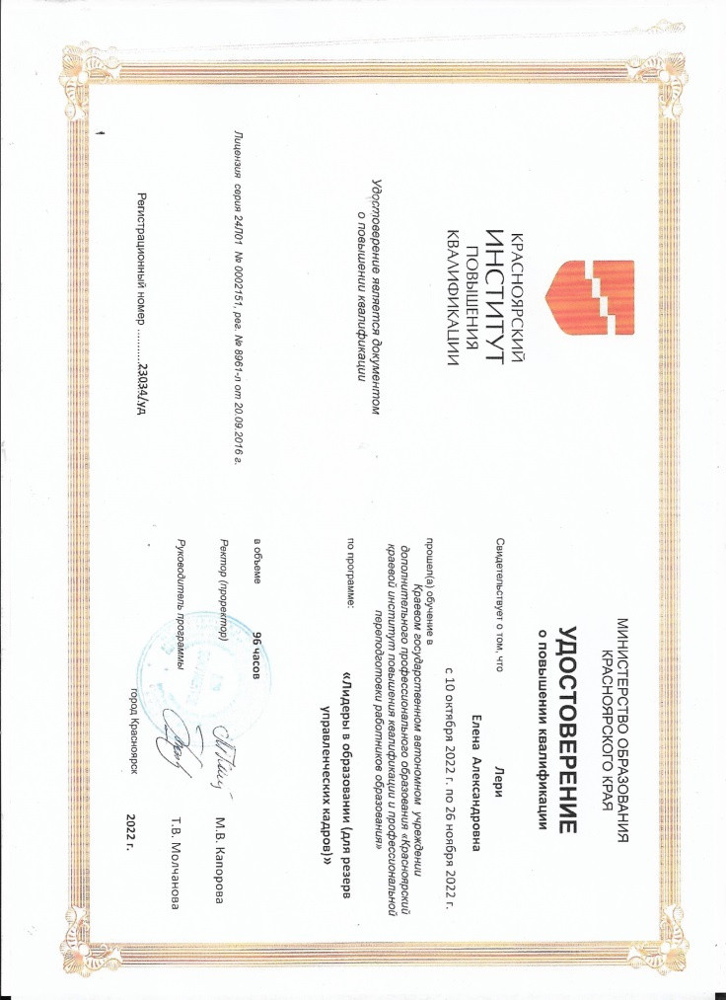 КРАСНОЯРСКИЙ
ИНСТИТУТ
ПОВЫШЕНИЯ
КВАЛИФИКАЦИИ
Удостоверение является документом
о повышении квалификации
Лицензия серия 24Л01 № 0002151, рег. № 8961-л от 20.09.2016 г.
Регистрационный номер ...........23034/уд
МИНИСТЕРСТВО ОБРАЗОВАНИЯ
КРАСНОЯРСКОГО КРАЯ
УДОСТОВЕРЕНИЕ
о повышении квалификации
Свидетельствует о том, что
Лери
Елена Александровна
с 10 октября 2022 г. по 26 ноября 2022 г.
прошел(а) обучение в
Краевом государственном автономном учреждении
дополнительного профессионального образования «Красноярский
краевой институт повышения квалификации и профессиональной
переподготовки работников образования»
по программе:
«Лидеры в образовании (для резерв
управленческих кадров)»
в объеме 96 часов
Ректор (проректор) М.В. Капорова
Руководитель программы Т.В. Молчанова
город Красноярск 2022 г.